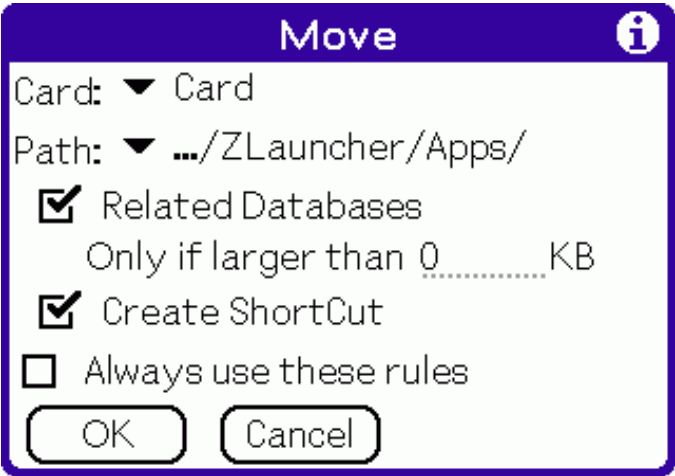 Move
Card: Card
Path: .../ZLauncher/Apps/
Related Databases
Only if larger than 0 KB
Create ShortCut
Always use these rules
OK Cancel